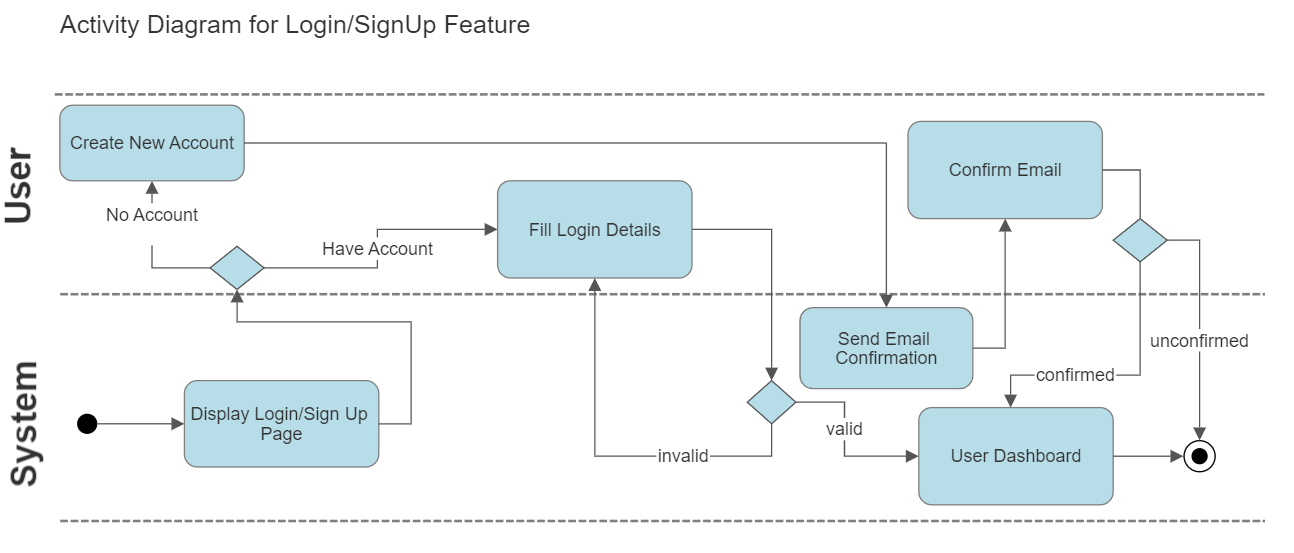 Activity Diagram for Login/SignUp Feature
User
Create New Account
Confirm Email
No Account
Have Account
Fill Login Details
System
Send Email
Confirmation
unconfirmed
confirmed
Display Login/Sign Up
Page
valid
invalid
User Dashboard